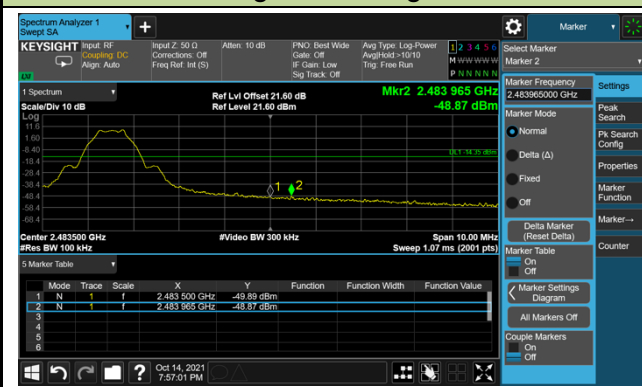 Spectrum Analyzer 1
Swept SA
Marker
KEYSIGHT
Input: RF
Coupling: DC
Align: Auto
Input Z: 50 Ω
Corrections: Off
Freq Ref: Int (S)
Atten: 10 dB
PNO: Best Wide
Gate: Off
IF Gain: Low
Sig Track: Off
Avg Type: Log-Power
Avg|Hold:>10/10
Trig: Free Run
1 2 3 4 5 6
M W W W W W
P N N N N N
LXI
Select Marker
Marker 2
1 Spectrum
Scale/Div 10 dB
Log
Ref Lvl Offset 21.60 dB
Ref Level 21.60 dBm
Mkr2 2.483 965 GHz
-48.87 dBm
11.6
1.60
-8.40
-18.4
-28.4
-38.4
-48.4
-58.4
-68.4
DL1 -14.35 dBm
1
2
Center 2.483500 GHz
#Res BW 100 kHz
#Video BW 300 kHz
Span 10.00 MHz
Sweep 1.07 ms (2001 pts)
5 Marker Table
Mode Trace Scale X Y Function Function Width Function Value
1 N 1 f 2.483 500 GHz -49.89 dBm
2 N 1 f 2.483 965 GHz -48.87 dBm
3
4
5
6
Marker Frequency
2.483965000 GHz
Marker Mode
Normal
Delta (Δ)
Fixed
Off
Delta Marker
(Reset Delta)
Marker Table
On
Off
Marker Settings
Diagram
All Markers Off
Couple Markers
On
Off
Settings
Peak
Search
Pk Search
Config
Properties
Marker
Function
Marker→
Counter
?
Oct 14, 2021
7:57:01 PM